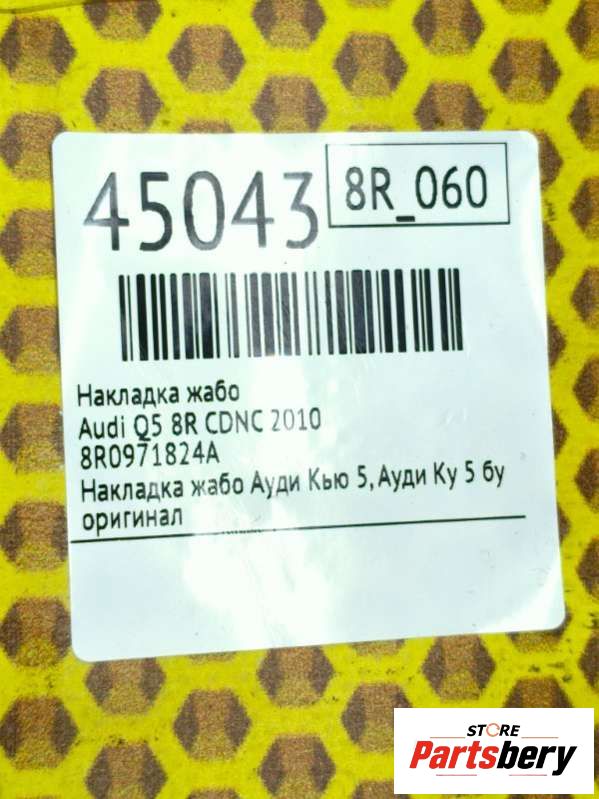 45043
8R_060
Накладка жабо
Audi Q5 8R CDNC 2010
8R0971824A
Накладка жабо Ауди Кью 5, Ауди Ку 5 бу
оригинал
STORE
Partsbery